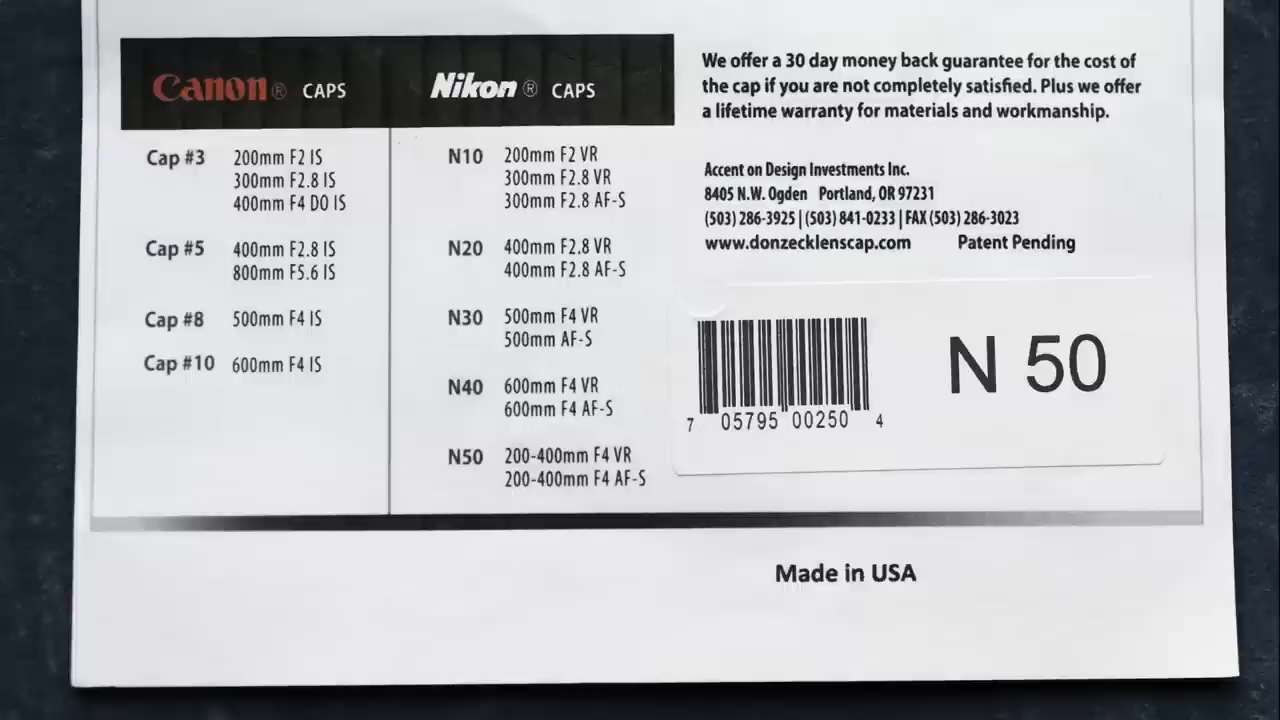 Canon® CAPS
Cap #3 200mm F2 IS
300mm F2.8 IS
400mm F4 DO IS
Cap #5 400mm F2.8 IS
800mm F5.6 IS
Cap #8 500mm F4 IS
Cap #10 600mm F4 IS
Nikon® CAPS
N10 200mm F2 VR
300mm F2.8 VR
300mm F2.8 AF-S
N20 400mm F2.8 VR
400mm F2.8 AF-S
N30 500mm F4 VR
500mm AF-S
N40 600mm F4 VR
600mm F4 AF-S
N50 200-400mm F4 VR
200-400mm F4 AF-S
We offer a 30 day money back guarantee for the cost of
the cap if you are not completely satisfied. Plus we offer
a lifetime warranty for materials and workmanship.
Accent on Design Investments Inc.
8405 N.W. Ogden Portland, OR 97231
(503) 286-3925 | (503) 841-0233 | FAX (503) 286-3023
www.donzecklenscap.com Patent Pending
N 50
7 05795 00250 4
Made in USA